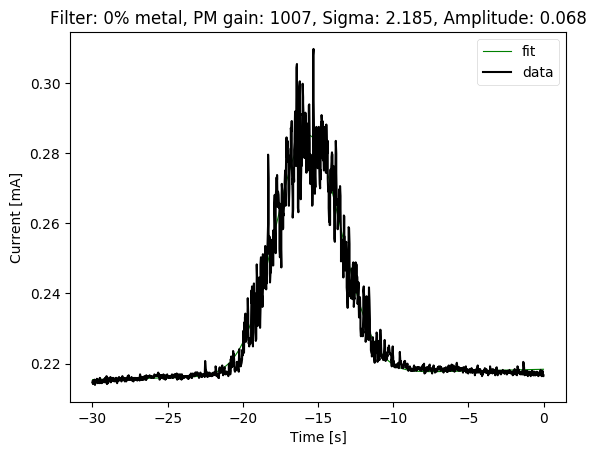 Filter: 0% metal, PM gain: 1007, Sigma: 2.185, Amplitude: 0.068
fit
data
0.30
0.28
0.26
0.24
0.22
Current [mA]
−30
−25
−20
−15
−10
−5
0
Time [s]